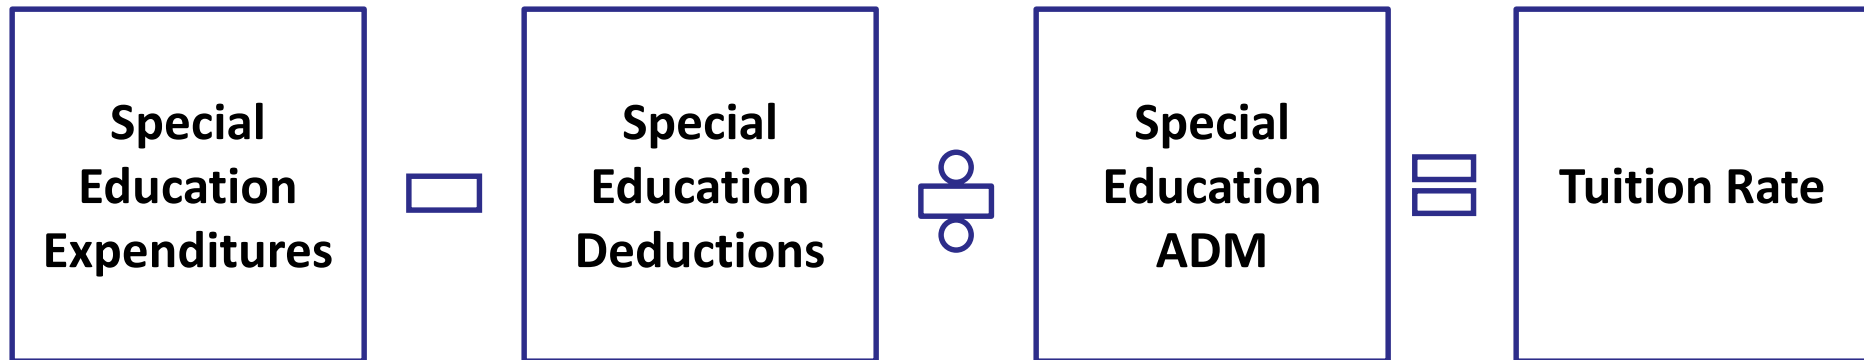 Special
Education
Expenditures
Special
Education
Deductions
Special
Education
ADM
Tuition Rate